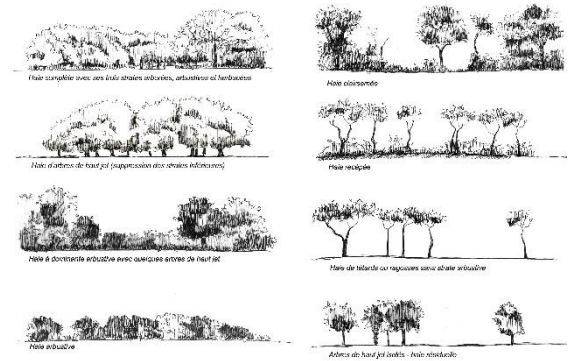 Haie complète avec ses trois strates arborées, arbustives et herbacées
Haie d'arbres de haut jet (suppression des strates inférieures)
Haie à dominante arbustive avec quelques arbres de haut jet
Haie arbustive
Haie clairsemée
Haie recépée
Haie de têtards ou ragosses sans strate arbustive
Arbres de haut jet isolés - haie résiduelle